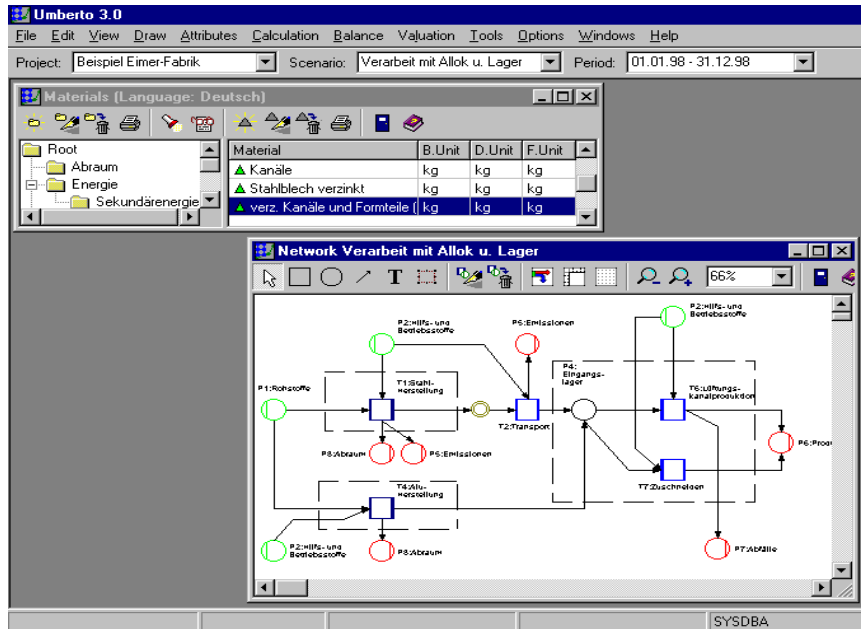 Umberto 3.0
File Edit View Draw Attributes Calculation Balance Valuation Tools Options Windows Help
Project: Beispiel Eimer-Fabrik Scenario: Verarbeit mit Allok u. Lager Period: 01.01.98 - 31.12.98
Materials (Language: Deutsch)
Root
Abraum
Energie
Sekundärenergie
Material B.Unit D.Unit F.Unit
Kanäle kg kg kg
Stahlblech verzinkt kg kg kg
verz. Kanäle und Formteile ( kg kg kg
Network Verarbeit mit Allok u. Lager
T 66%
P2:Hilfs- und
Betriebsstoffe
P5:Emissionen
P2:Hilfs- und
Betriebsstoffe
P4:
Eingangs-
lager
P1:Rohstoffe
T1:Stahl-
herstellung
T6:Lüftungs-
kanalproduktion
T2:Transport
P8:Abraum
P5:Emissionen
P6:Prod
T4:Alu-
herstellung
T7:Zuschneiden
P2:Hilfs- und
Betriebsstoffe
P8:Abraum
P7:Abfälle
SYSDBA